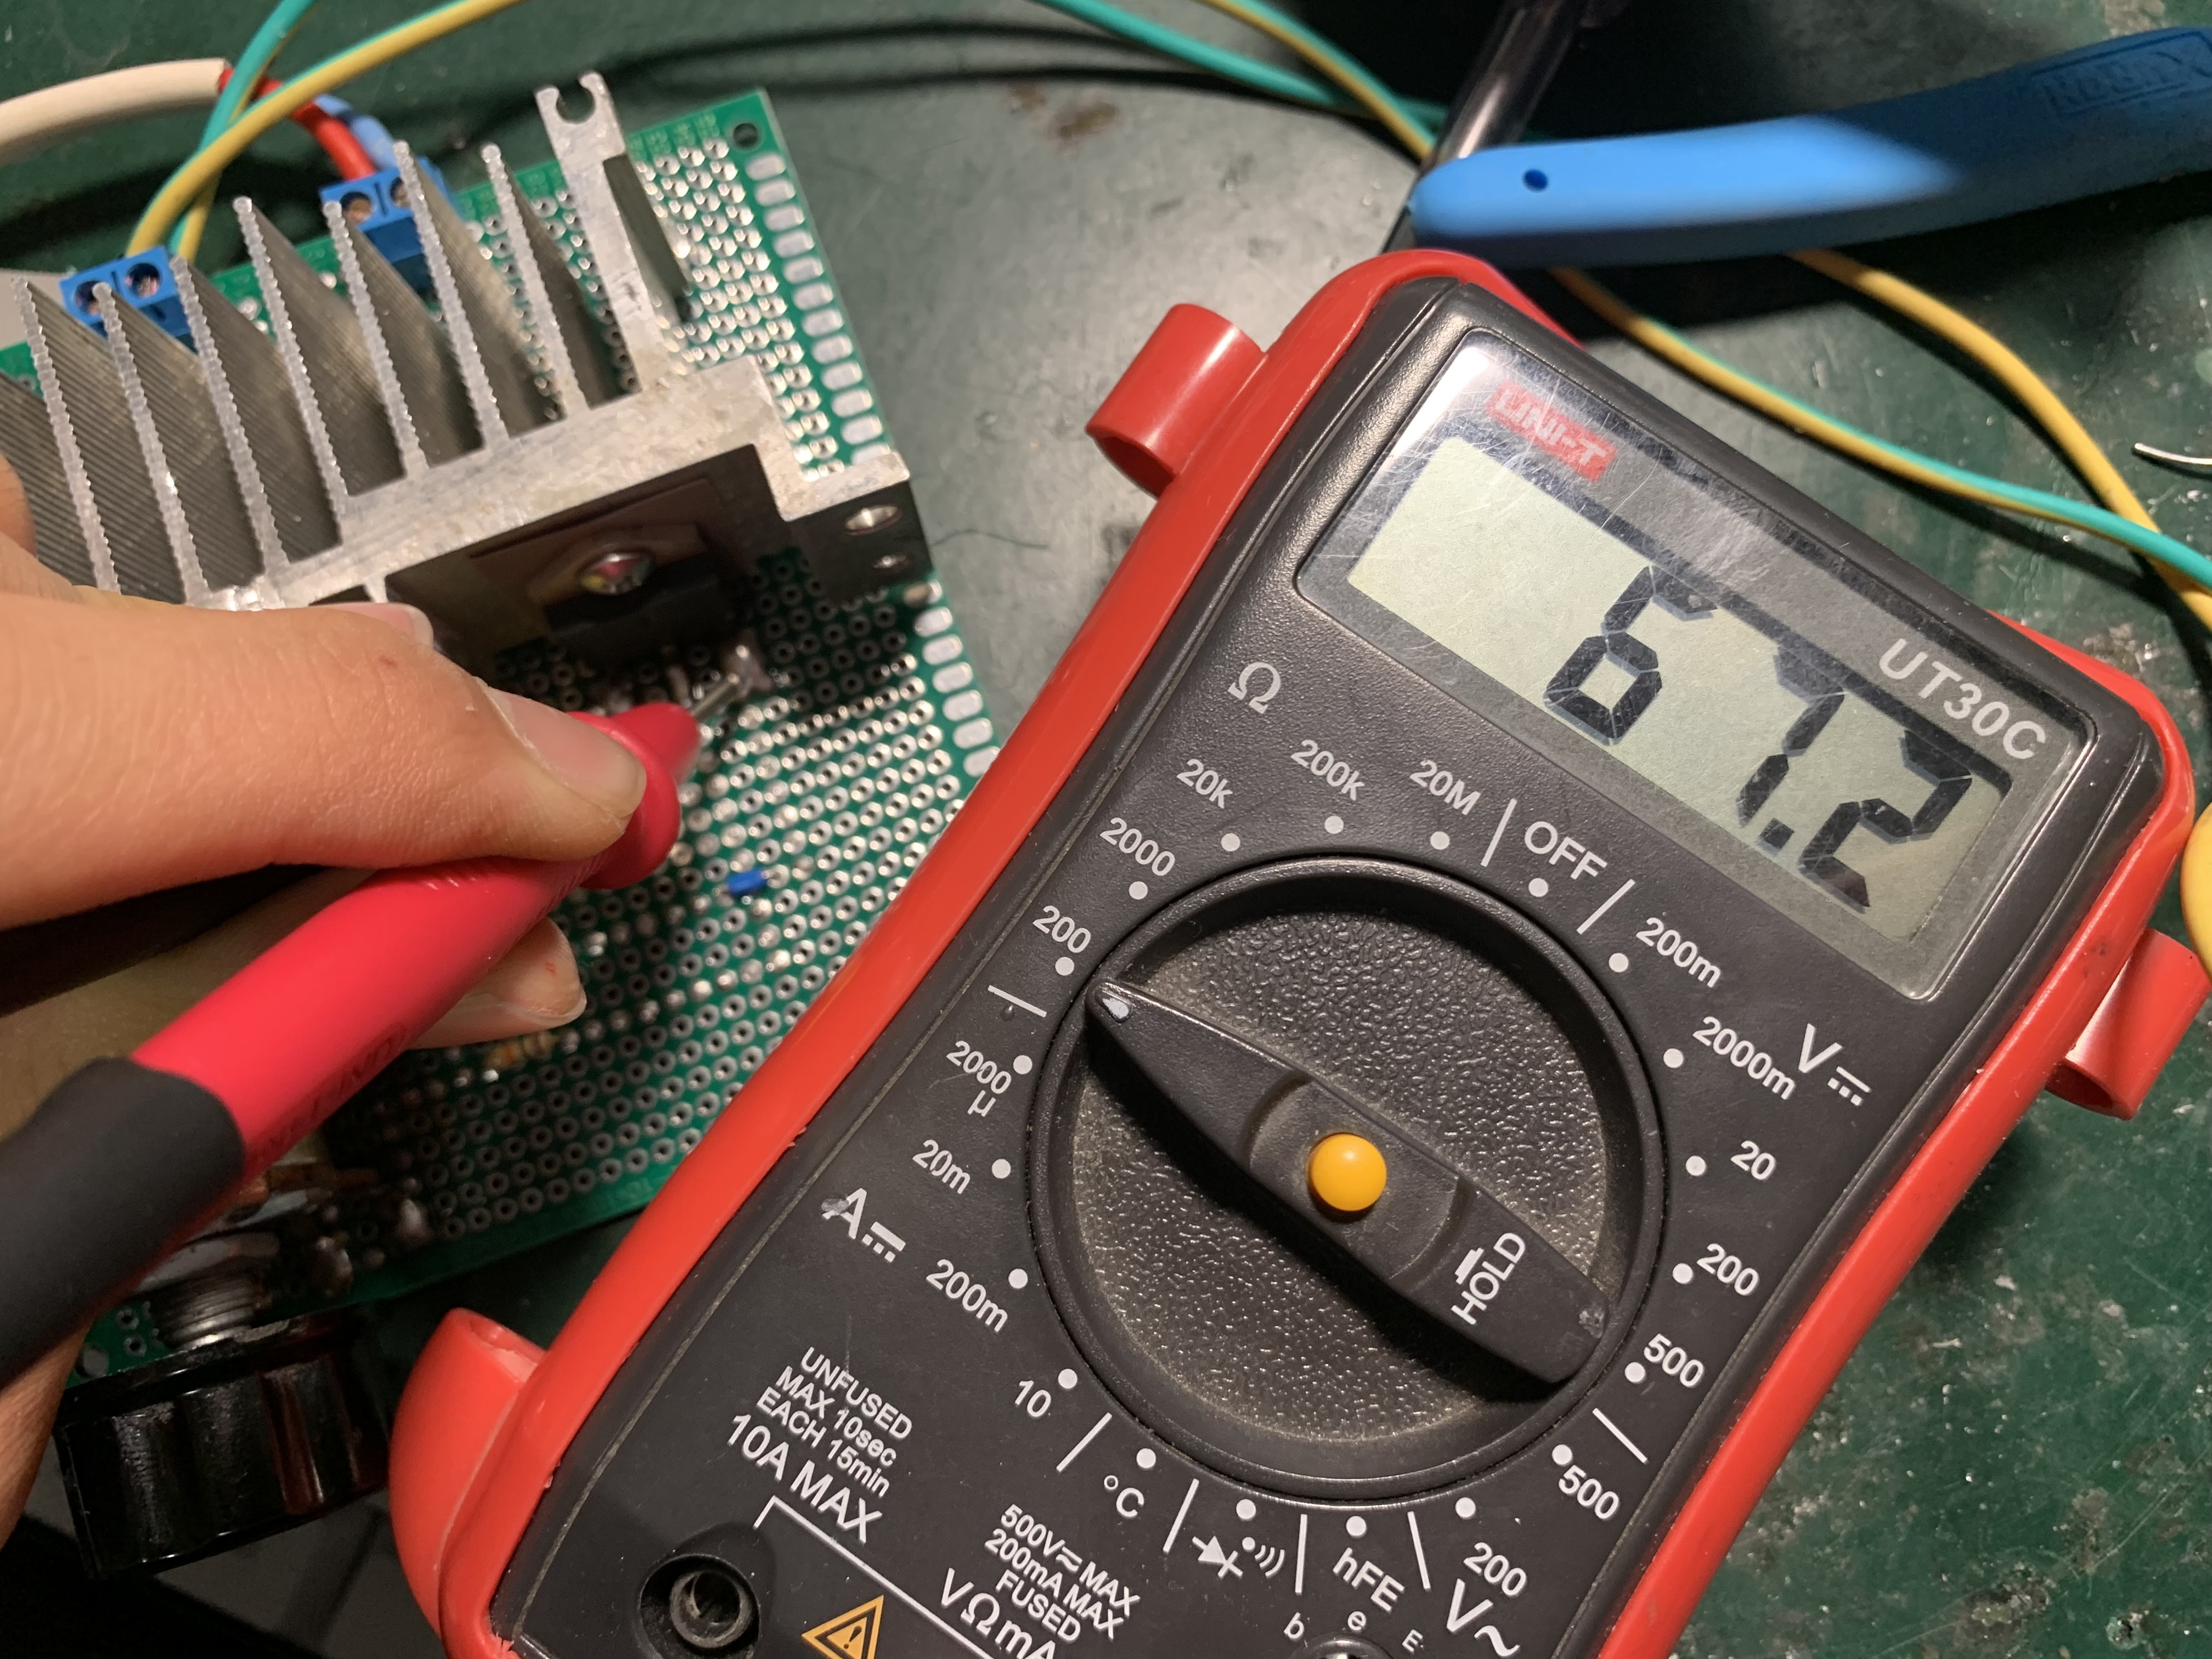 UNI-T
UT30C
67.2
Ω
20k
200k
20M
OFF
2000
200m
200
2000m
V
2000
µ
20
20m
A
200
200m
HOLD
500
10
500
°C
hFE
200
V~
UNFUSED
MAX 10sec
EACH 15min
10A MAX
500V MAX
200mA MAX
FUSED
VΩmA
b
e
E